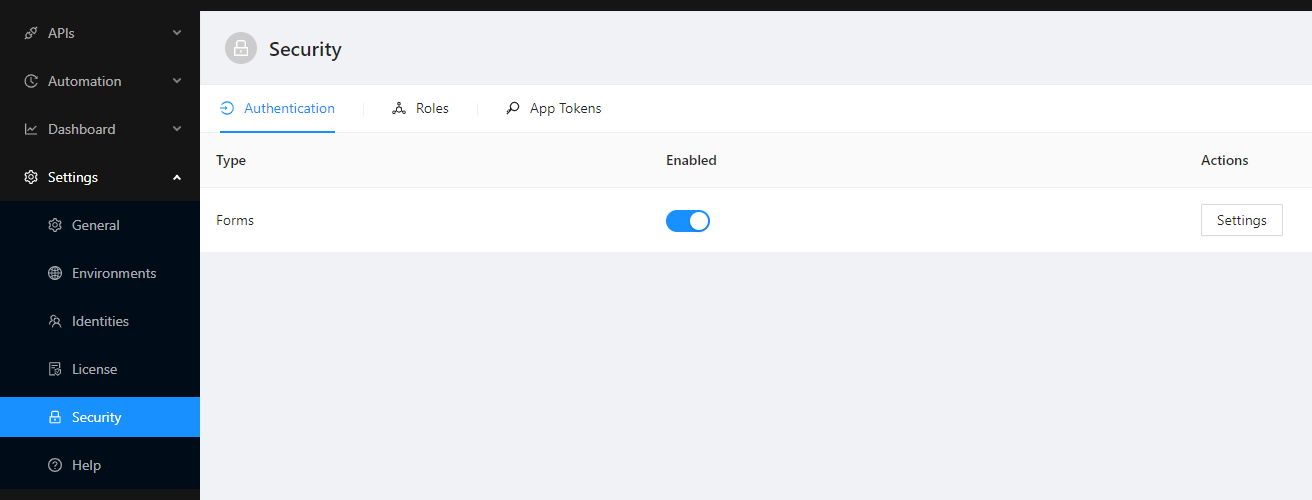 APIs
Automation
Dashboard
Settings
General
Environments
Identities
License
Security
Help
Security
Authentication Roles App Tokens
Type Enabled Actions
Forms Settings